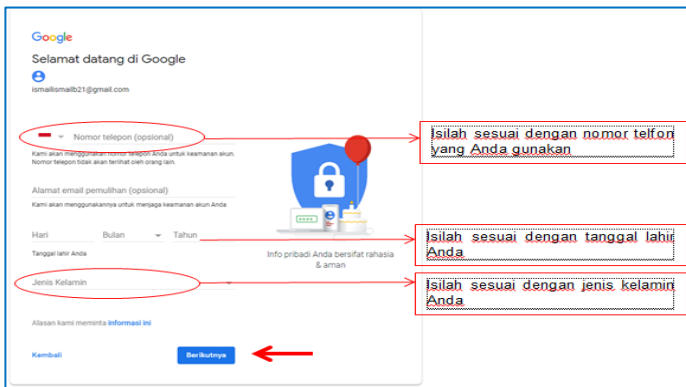 Google
Selamat datang di Google
ismailismailb21@gmail.com
Nomor telepon (opsional)
Kami akan menggunakan nomor telepon Anda untuk keamanan akun.
Nomor telepon tidak akan terlihat oleh orang lain.
Isilah sesuai dengan nomor telfon
yang Anda gunakan
Alamat email pemulihan (opsional)
Kami akan menggunakannya untuk menjaga keamanan akun Anda
Hari Bulan Tahun
Tanggal lahir Anda
Info pribadi Anda bersifat rahasia
& aman
Isilah sesuai dengan tanggal lahir
Anda
Jenis Kelamin
Isilah sesuai dengan jenis kelamin
Anda
Alasan kami meminta informasi ini
Kembali
Berikutnya